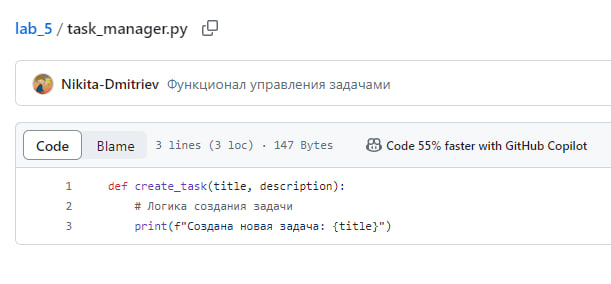 lab_5 / task_manager.py
Nikita-Dmitriev Функционал управления задачами
Code Blame 3 lines (3 loc) · 147 Bytes Code 55% faster with GitHub Copilot
1 def create_task(title, description):
2 # Логика создания задачи
3 print(f"Создана новая задача: {title}")